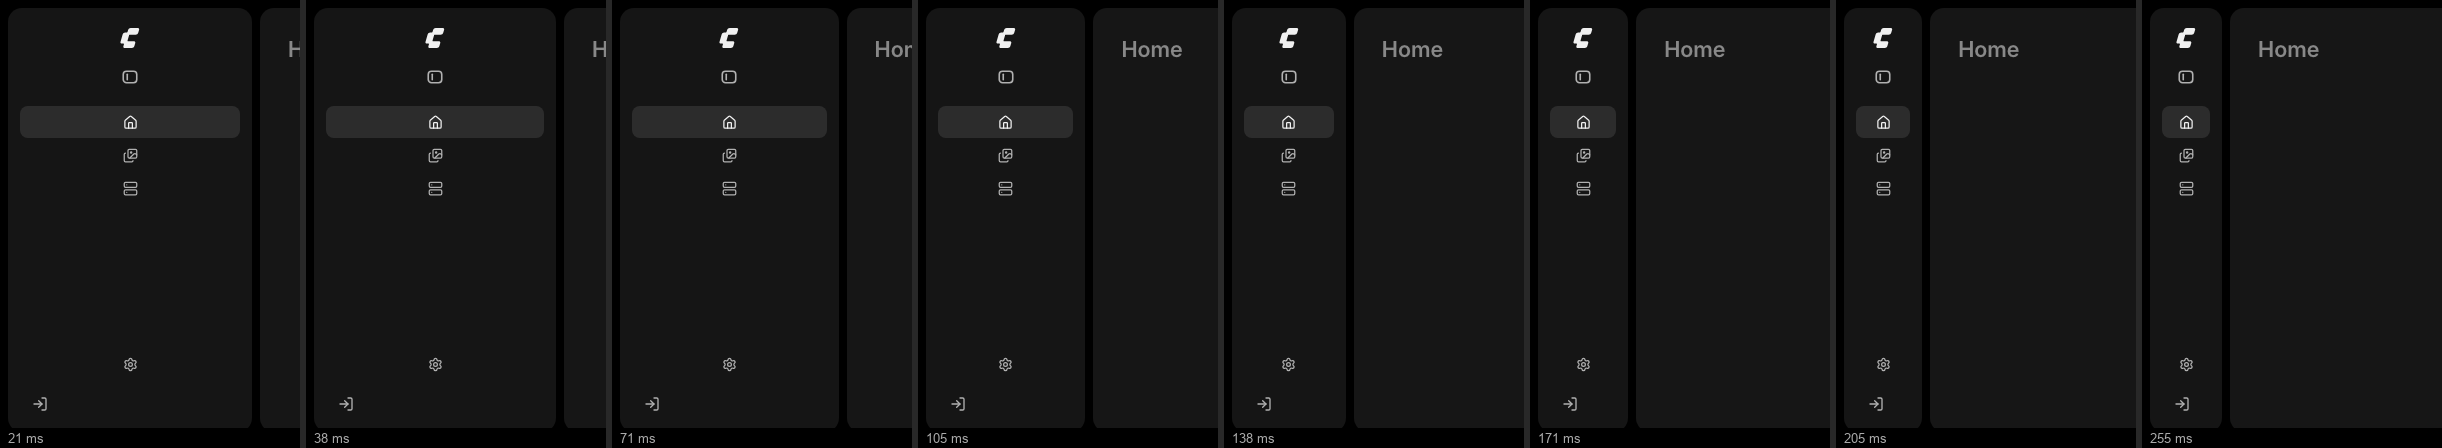 H
H
Hor
Home
Home
Home
Home
Home
21 ms
38 ms
71 ms
105 ms
138 ms
171 ms
205 ms
255 ms